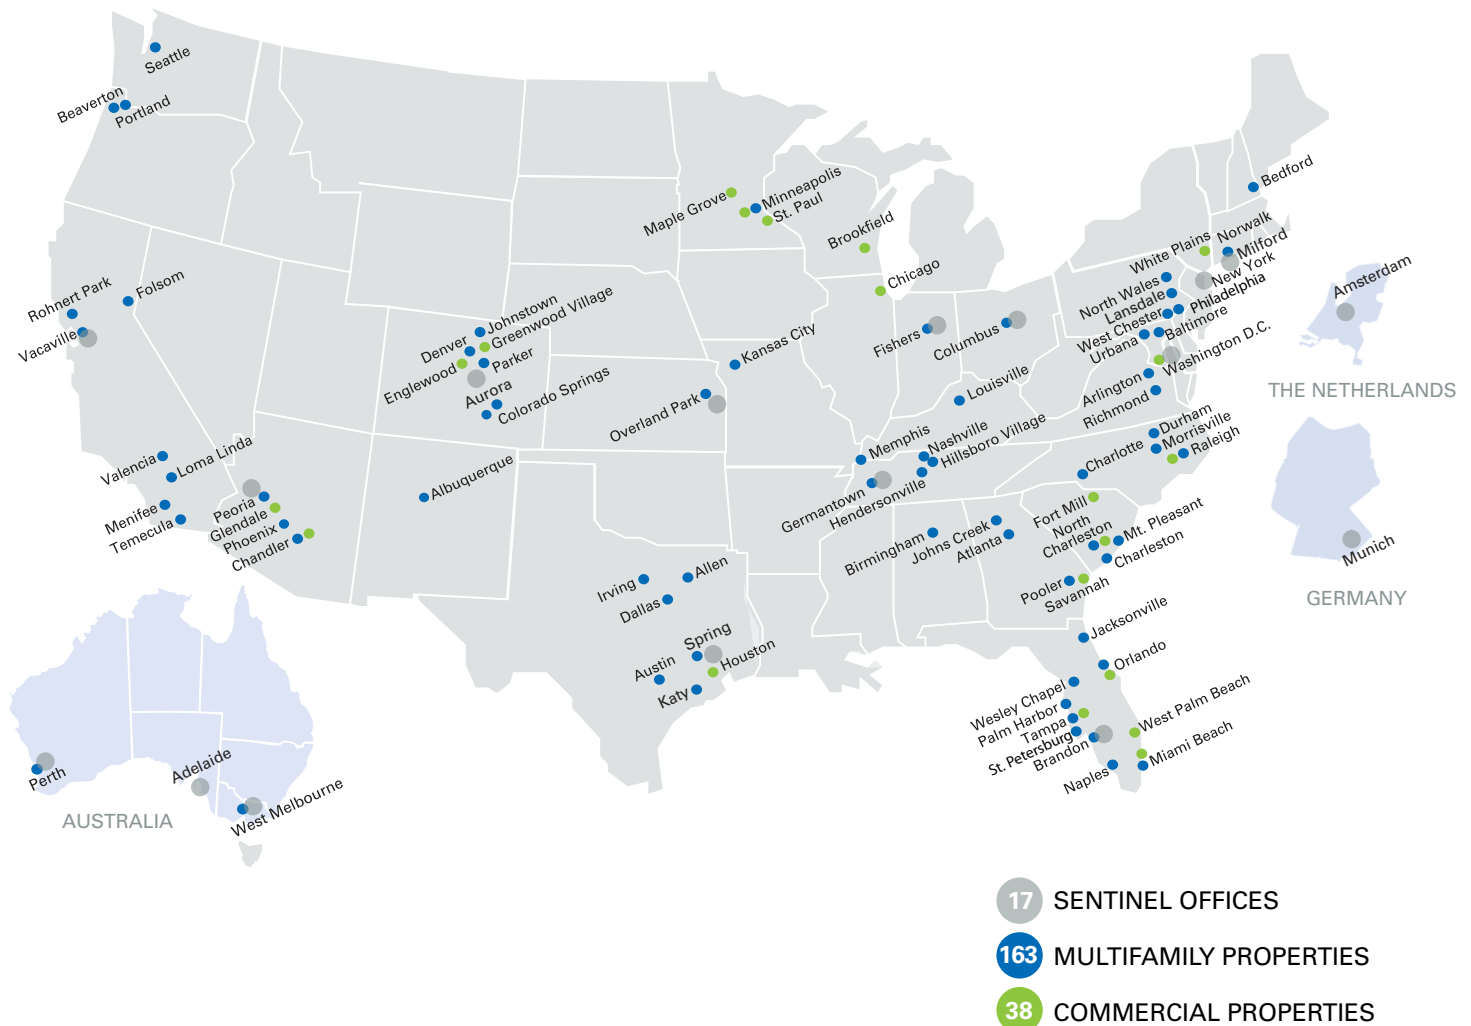 Seattle
Beaverton
Portland
Rohnert Park
Folsom
Vacaville
Valencia
Loma Linda
Menifee
Temecula
Peoria
Glendale
Phoenix
Chandler
Johnstown
Greenwood Village
Denver
Englewood
Parker
Aurora
Colorado Springs
Albuquerque
Maple Grove
Minneapolis
St. Paul
Brookfield
Chicago
Kansas City
Overland Park
Irving
Allen
Dallas
Spring
Austin
Houston
Katy
Fishers
Columbus
Louisville
Memphis
Nashville
Hillsboro Village
Germantown
Hendersonville
Birmingham
Johns Creek
Atlanta
Bedford
Norwalk
White Plains
Milford
New York
North Wales
Lansdale
Philadelphia
West Chester
Urbana
Baltimore
Washington D.C.
Arlington
Richmond
Durham
Morrisville
Raleigh
Charlotte
Fort Mill
North
Charleston
Mt. Pleasant
Charleston
Pooler
Savannah
Jacksonville
Orlando
Wesley Chapel
Palm Harbor
Tampa
St. Petersburg
Brandon
Naples
West Palm Beach
Miami Beach
Amsterdam
THE NETHERLANDS
Munich
GERMANY
Perth
Adelaide
West Melbourne
AUSTRALIA
17 SENTINEL OFFICES
163 MULTIFAMILY PROPERTIES
38 COMMERCIAL PROPERTIES